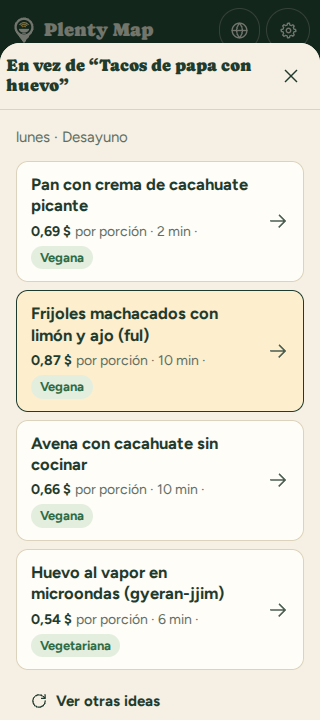 Plenty Map
En vez de “Tacos de papa con
huevo”
lunes · Desayuno
Pan con crema de cacahuate
picante
0,69 $ por porción · 2 min ·
Vegana
Frijoles machacados con
limón y ajo (ful)
0,87 $ por porción · 10 min ·
Vegana
Avena con cacahuate sin
cocinar
0,66 $ por porción · 10 min ·
Vegana
Huevo al vapor en
microondas (gyeran-jjim)
0,54 $ por porción · 6 min ·
Vegetariana
Ver otras ideas